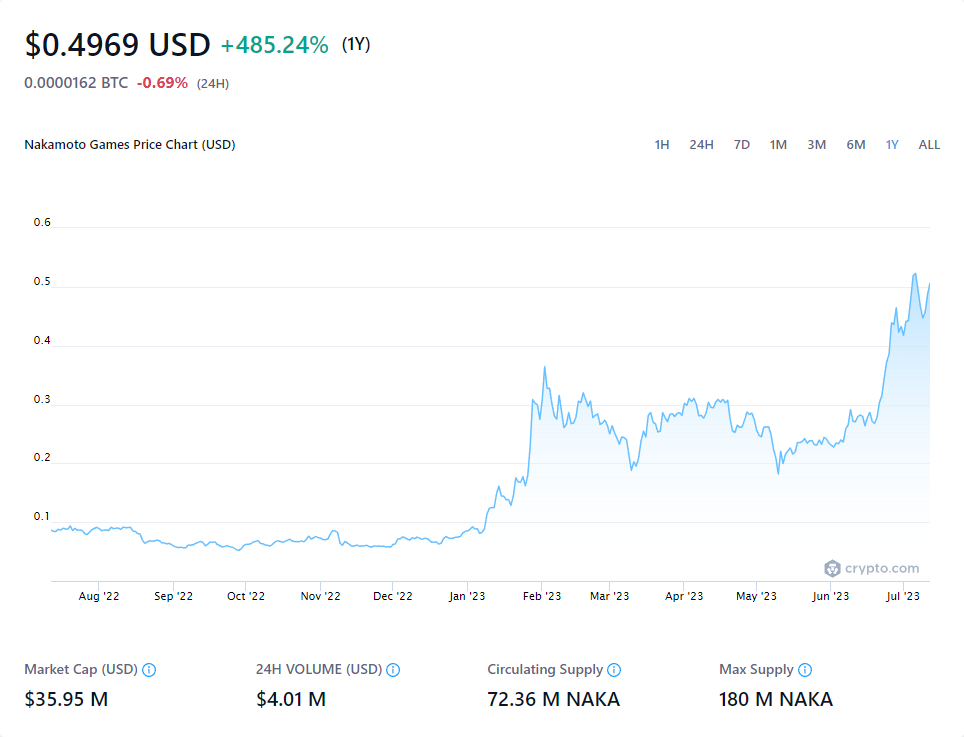 $0.4969 USD +485.24% (1Y)
0.0000162 BTC -0.69% (24H)
Nakamoto Games Price Chart (USD) 1H 24H 7D 1M 3M 6M 1Y ALL
0.6
0.5
0.4
0.3
0.2
0.1
crypto.com
Aug '22 Sep '22 Oct '22 Nov '22 Dec '22 Jan '23 Feb '23 Mar '23 Apr '23 May '23 Jun '23 Jul '23
Market Cap (USD) 24H VOLUME (USD) Circulating Supply Max Supply
$35.95 M $4.01 M 72.36 M NAKA 180 M NAKA